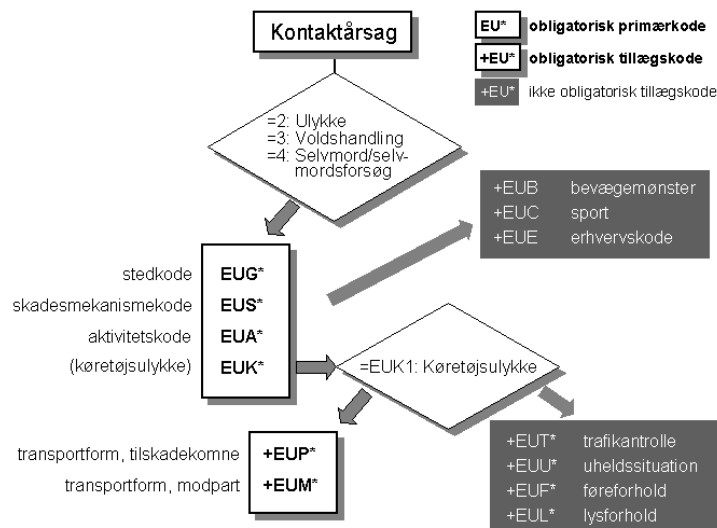 Kontaktårsag
EU* obligatorisk primærkode
+EU* obligatorisk tillægskode
+EU* ikke obligatorisk tillægskode
=2: Ulykke
=3: Voldshandling
=4: Selvmord/selv-
mordsforsøg
+EUB bevægemønster
+EUC sport
+EUE erhvervskode
stedkode EUG*
skadesmekanismekode EUS*
aktivitetskode EUA*
(køretøjsulykke) EUK*
=EUK1: Køretøjsulykke
transportform, tilskadekomne +EUP*
transportform, modpart +EUM*
+EUT* trafikantrolle
+EUU* uheldssituation
+EUF* føreforhold
+EUL* lysforhold